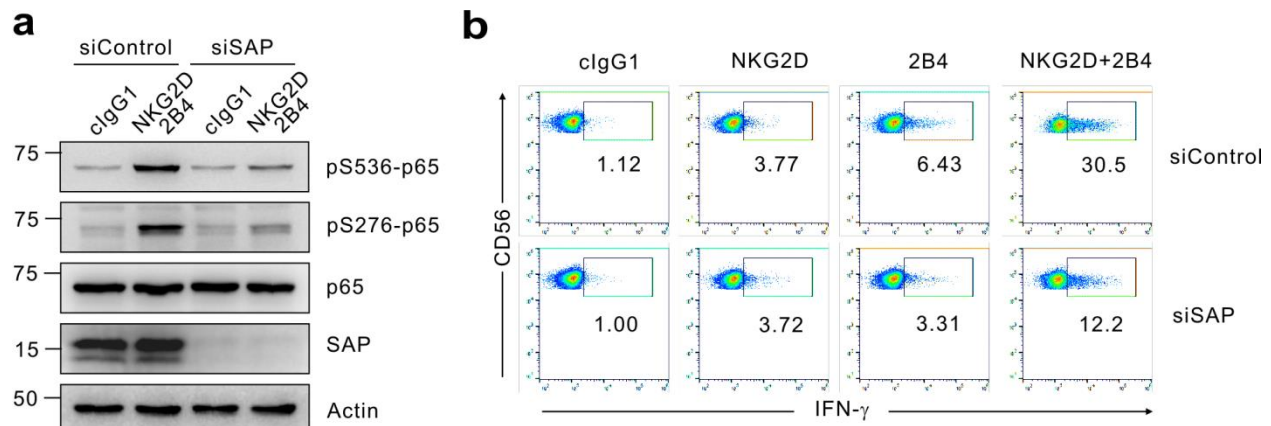 a
siControl siSAP
cIgG1 NKG2D 2B4 cIgG1 NKG2D 2B4
75 pS536-p65
75 pS276-p65
75 p65
15 SAP
50 Actin
b
cIgG1 NKG2D 2B4 NKG2D+2B4
1.12 3.77 6.43 30.5 siControl
1.00 3.72 3.31 12.2 siSAP
CD56
IFN-γ